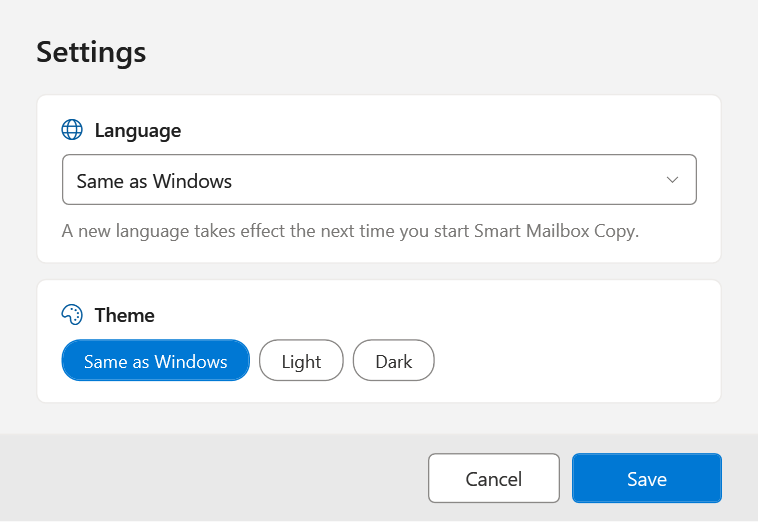 Settings
Language
Same as Windows
A new language takes effect the next time you start Smart Mailbox Copy.
Theme
Same as Windows Light Dark
Cancel Save